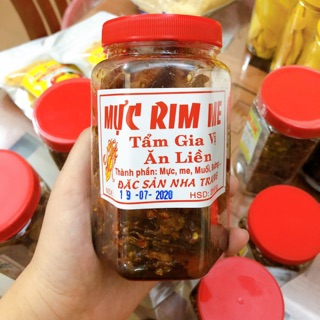 MỰC RIM ME
Tẩm Gia Vị
Ăn Liền
Thành phần: Mực, me, Muối,
ĐẶC SẢN NHA TRANG
19-07-2020 HSD: